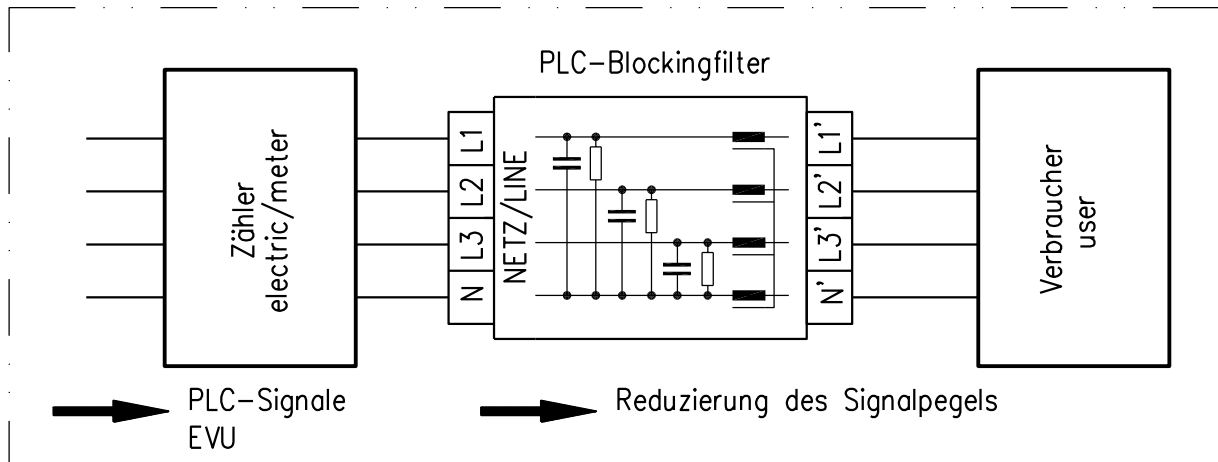 PLC-Blockingfilter
Zähler
electric/meter
L1
L2
L3
N
NETZ/LINE
L1'
L2'
L3'
N'
Verbraucher
user
PLC-Signale
EVU
Reduzierung des Signalpegels